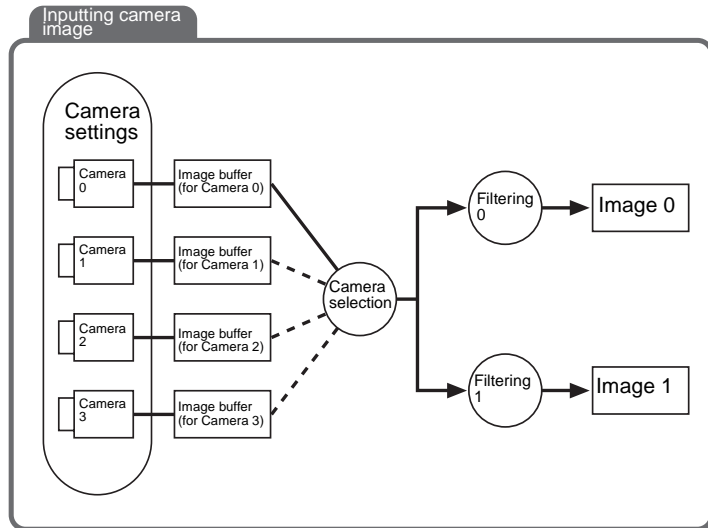 Inputting camera
image
Camera
settings
Camera
0
Image buffer
(for Camera 0)
Camera
1
Image buffer
(for Camera 1)
Camera
2
Image buffer
(for Camera 2)
Camera
3
Image buffer
(for Camera 3)
Camera
selection
Filtering
0
Image 0
Filtering
1
Image 1